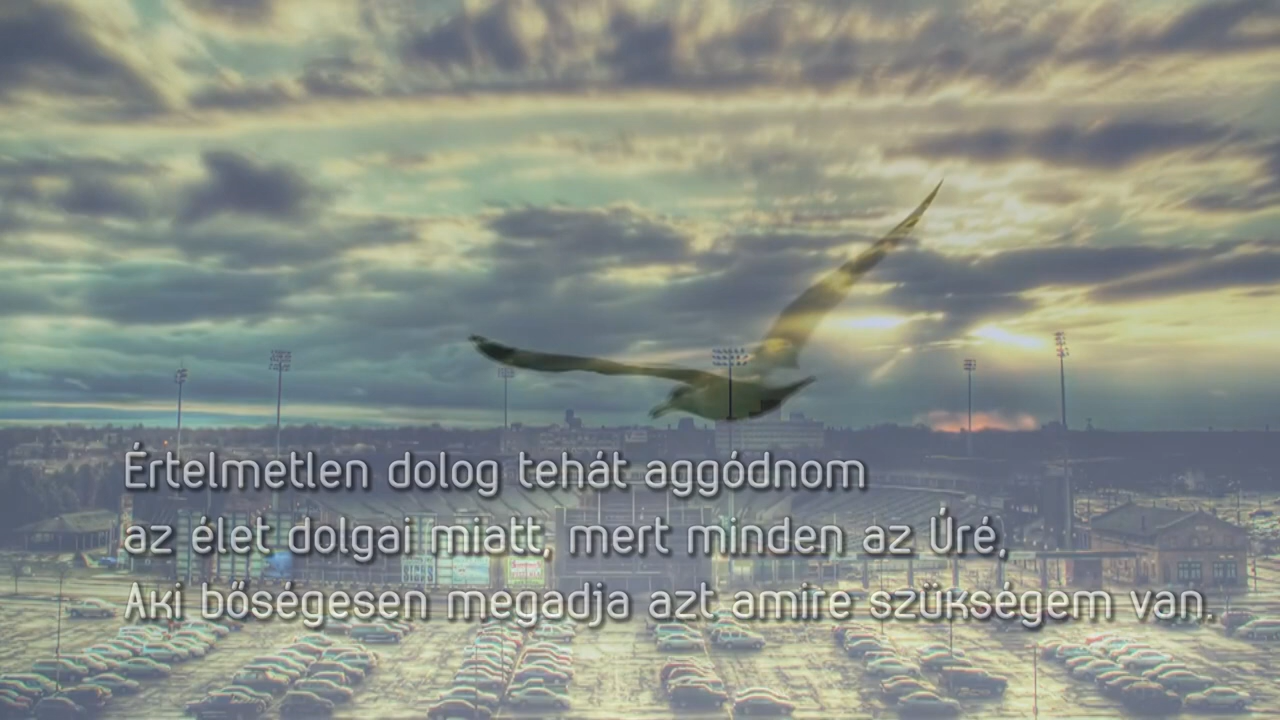 Értelmetlen dolog tehát aggódnom
az élet dolgai miatt, mert minden az Úré,
Aki bőségesen megadja azt amire szükségem van.